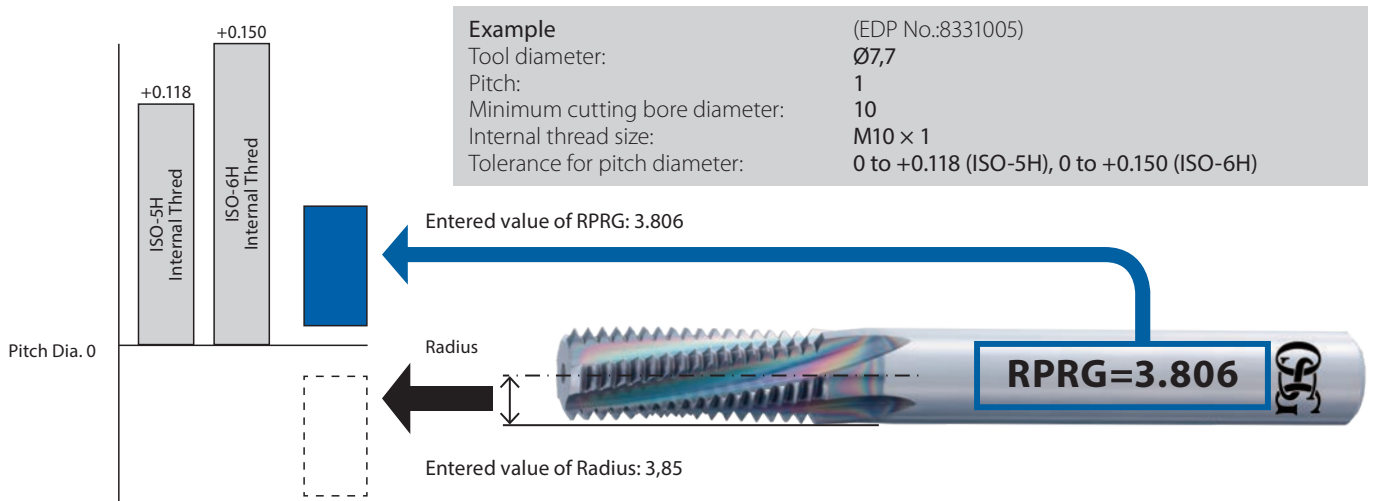 +0.150
+0.118
ISO-5H
Internal Thred
ISO-6H
Internal Thred
Pitch Dia. 0
Example (EDP No.:8331005)
Tool diameter: Ø7,7
Pitch: 1
Minimum cutting bore diameter: 10
Internal thread size: M10 × 1
Tolerance for pitch diameter: 0 to +0.118 (ISO-5H), 0 to +0.150 (ISO-6H)
Entered value of RPRG: 3.806
Radius
RPRG=3.806
OSG
Entered value of Radius: 3,85